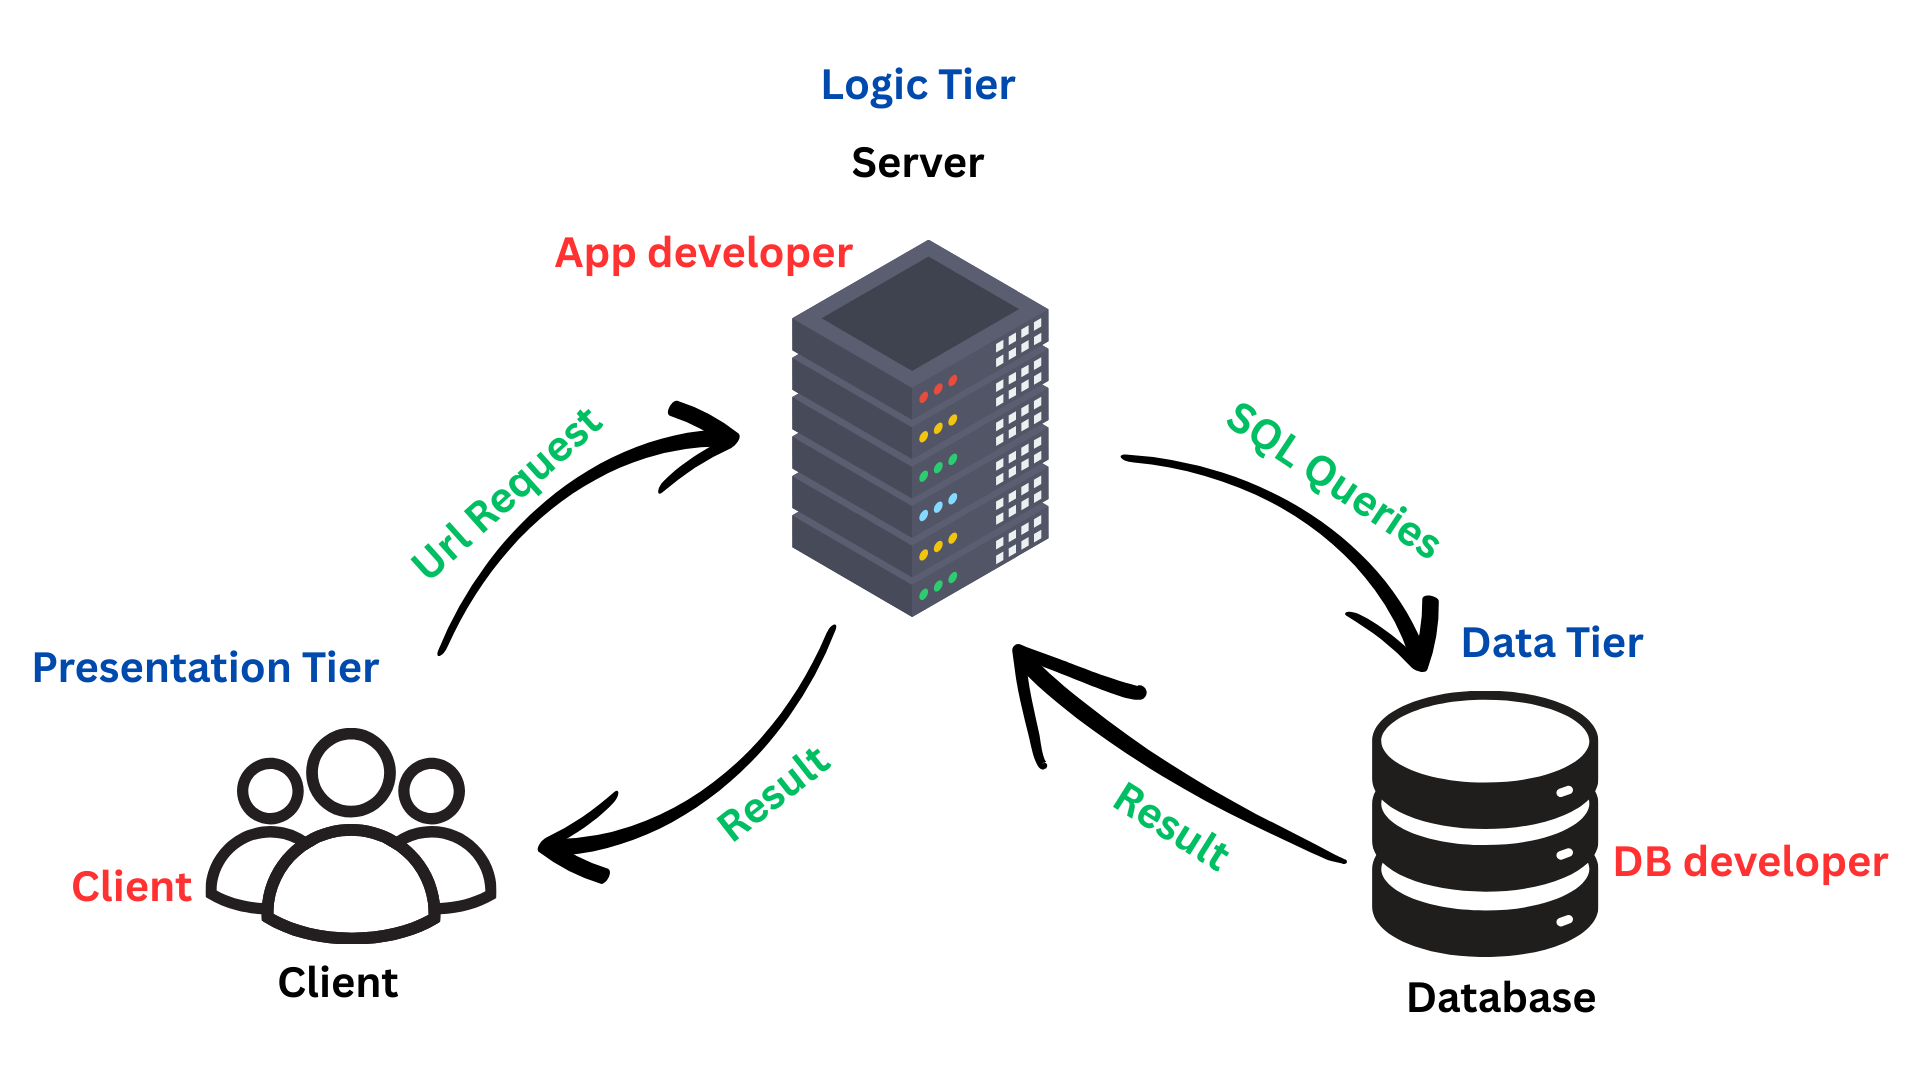 Logic Tier
Server
App developer
Url Request
SQL Queries
Presentation Tier
Data Tier
Result
Result
Client
DB developer
Client
Database